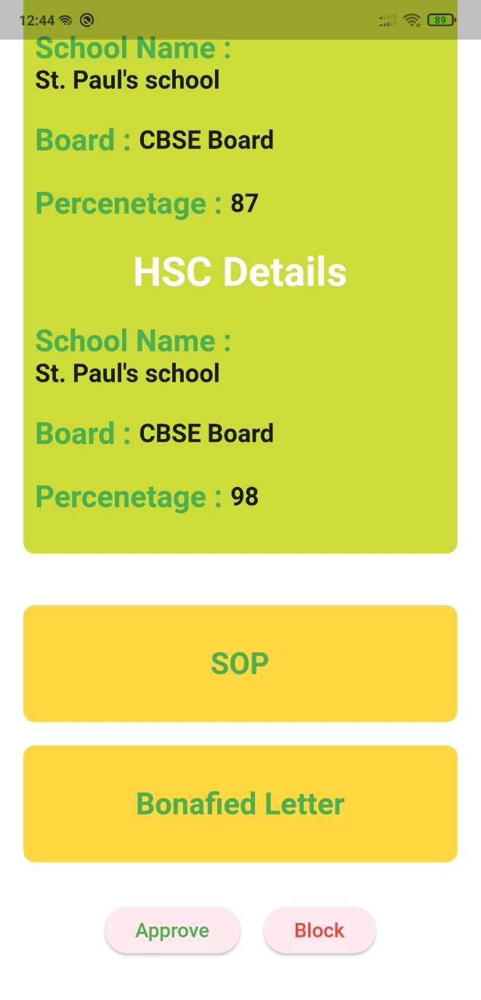 12:44
89
School Name :
St. Paul's school
Board : CBSE Board
Percenetage : 87
HSC Details
School Name :
St. Paul's school
Board : CBSE Board
Percenetage : 98
SOP
Bonafied Letter
Approve Block